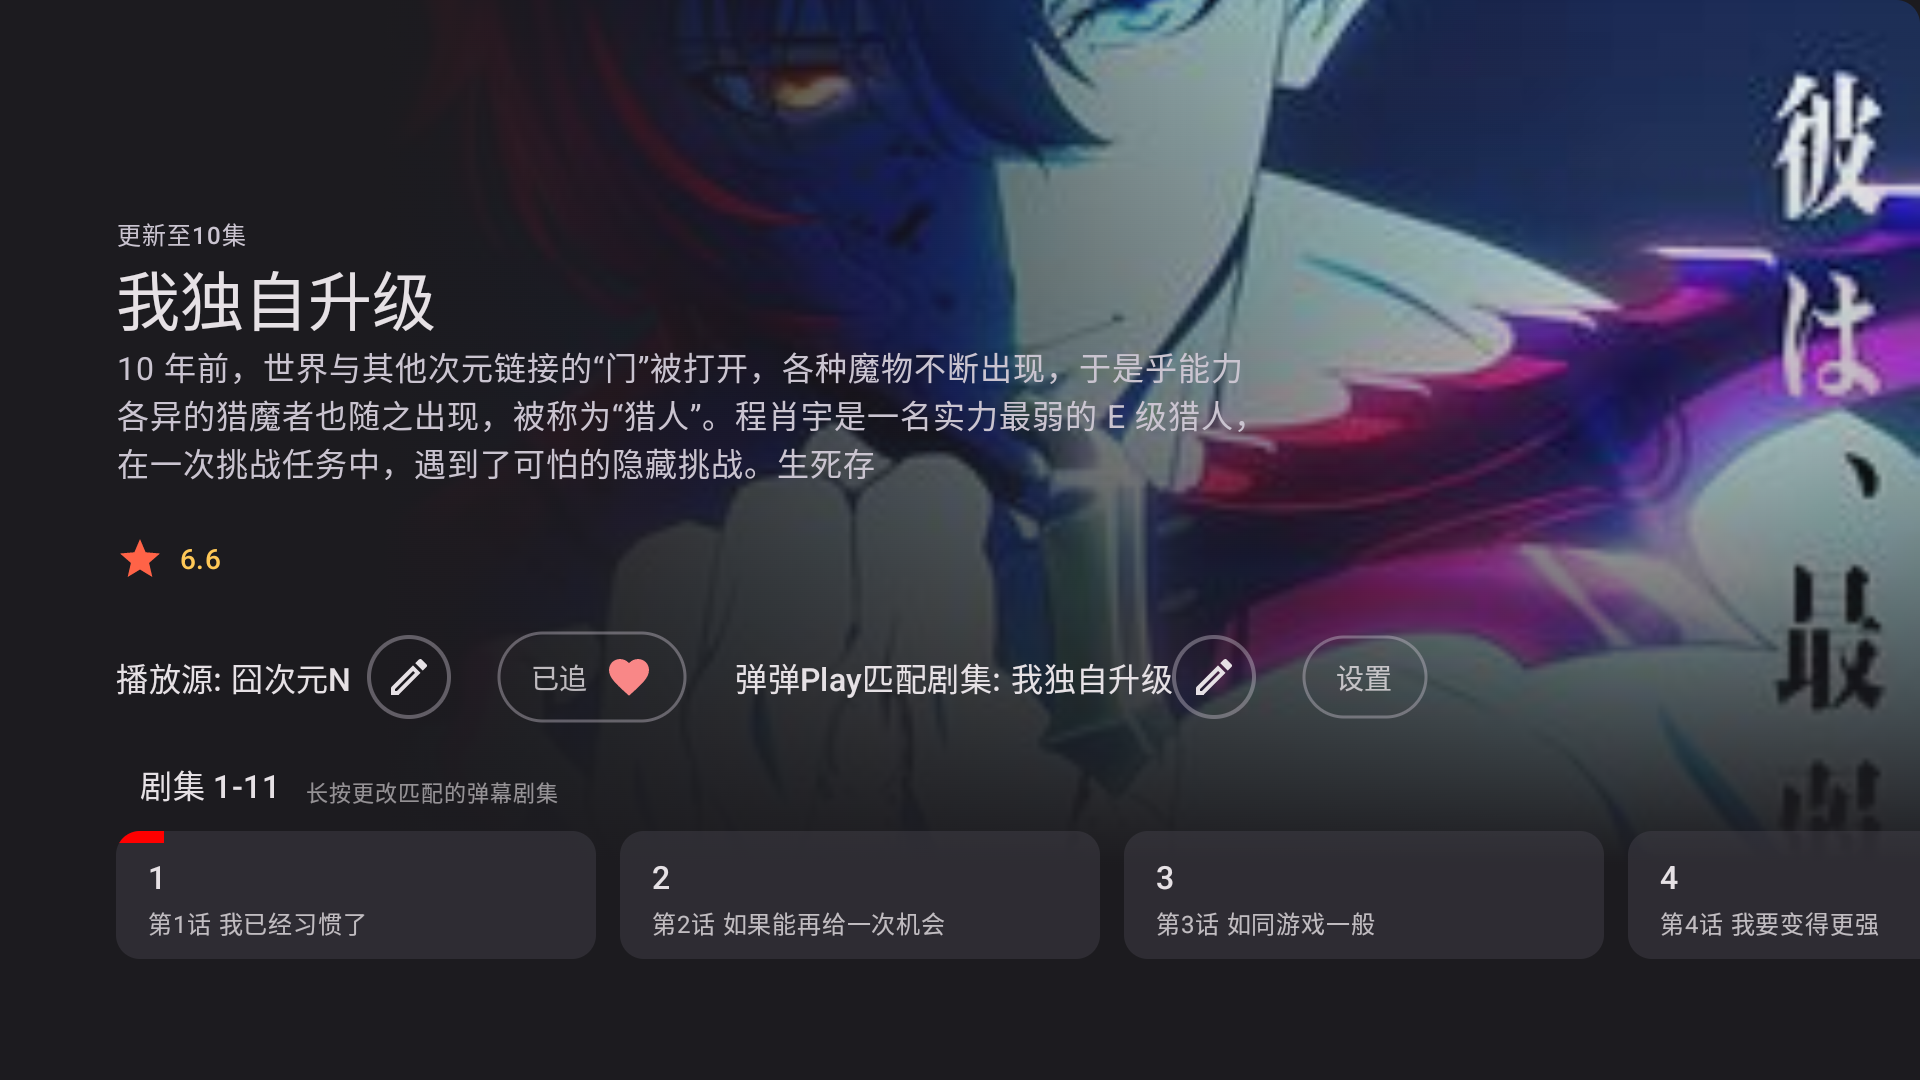 更新至10集
我独自升级
10 年前，世界与其他次元链接的“门”被打开，各种魔物不断出现，于是乎能力
各异的猎魔者也随之出现，被称为“猎人”。程肖宇是一名实力最弱的 E 级猎人，
在一次挑战任务中，遇到了可怕的隐藏挑战。生死存
6.6
播放源: 囧次元N
已追
弹弹Play匹配剧集: 我独自升级
设置
剧集 1-11
长按更改匹配的弹幕剧集
1
第1话 我已经习惯了
2
第2话 如果能再给一次机会
3
第3话 如同游戏一般
4
第4话 我要变得更强
彼は、最